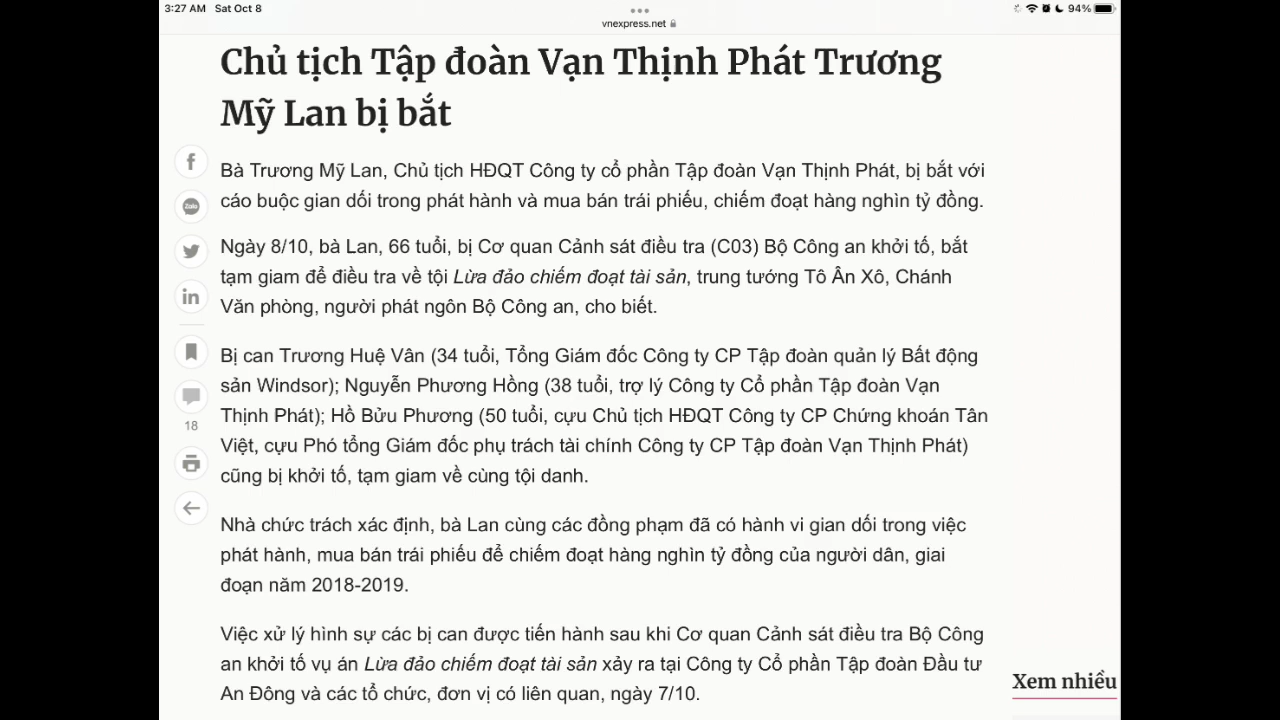 3:27 AM Sat Oct 8
94%
vnexpress.net
Chủ tịch Tập đoàn Vạn Thịnh Phát Trương
Mỹ Lan bị bắt
Bà Trương Mỹ Lan, Chủ tịch HĐQT Công ty cổ phần Tập đoàn Vạn Thịnh Phát, bị bắt với
cáo buộc gian dối trong phát hành và mua bán trái phiếu, chiếm đoạt hàng nghìn tỷ đồng.
Ngày 8/10, bà Lan, 66 tuổi, bị Cơ quan Cảnh sát điều tra (C03) Bộ Công an khởi tố, bắt
tạm giam để điều tra về tội Lừa đảo chiếm đoạt tài sản, trung tướng Tô Ân Xô, Chánh
Văn phòng, người phát ngôn Bộ Công an, cho biết.
Bị can Trương Huệ Vân (34 tuổi, Tổng Giám đốc Công ty CP Tập đoàn quản lý Bất động
sản Windsor); Nguyễn Phương Hồng (38 tuổi, trợ lý Công ty Cổ phần Tập đoàn Vạn
Thịnh Phát); Hồ Bửu Phương (50 tuổi, cựu Chủ tịch HĐQT Công ty CP Chứng khoán Tân
Việt, cựu Phó tổng Giám đốc phụ trách tài chính Công ty CP Tập đoàn Vạn Thịnh Phát)
cũng bị khởi tố, tạm giam về cùng tội danh.
Nhà chức trách xác định, bà Lan cùng các đồng phạm đã có hành vi gian dối trong việc
phát hành, mua bán trái phiếu để chiếm đoạt hàng nghìn tỷ đồng của người dân, giai
đoạn năm 2018-2019.
Việc xử lý hình sự các bị can được tiến hành sau khi Cơ quan Cảnh sát điều tra Bộ Công
an khởi tố vụ án Lừa đảo chiếm đoạt tài sản xảy ra tại Công ty Cổ phần Tập đoàn Đầu tư
An Đông và các tổ chức, đơn vị có liên quan, ngày 7/10.
Zalo
18
Xem nhiều